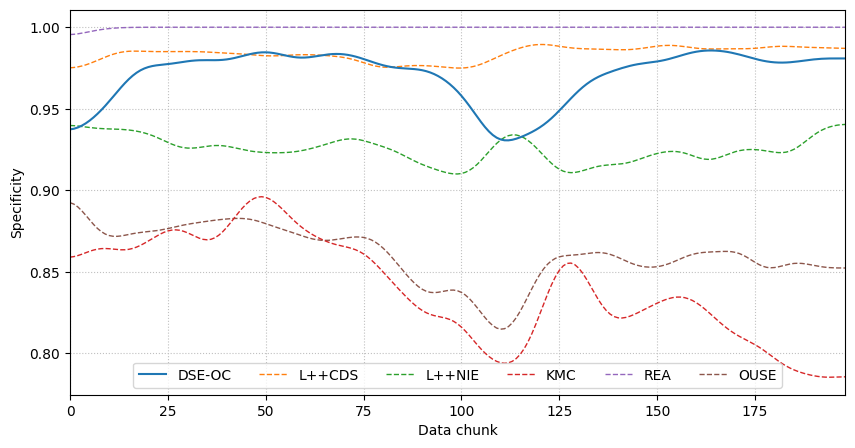 1.00
0.95
0.90
0.85
0.80
Specificity
DSE-OC L++CDS L++NIE KMC REA OUSE
0 25 50 75 100 125 150 175
Data chunk